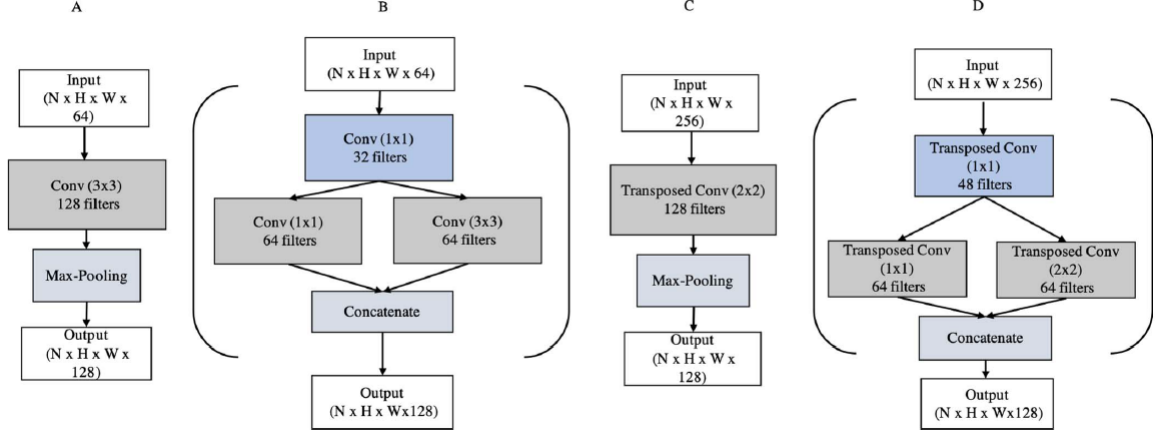 A
Input
(N x H x W x
64)
Conv (3x3)
128 filters
Max-Pooling
Output
(N x H x W x
128)
B
Input
(N x H x W x 64)
Conv (1x1)
32 filters
Conv (1x1)
64 filters
Conv (3x3)
64 filters
Concatenate
Output
(N x H x Wx128)
C
Input
(N x H x W x
256)
Transposed Conv (2x2)
128 filters
Max-Pooling
Output
(N x H x W x
128)
D
Input
(N x H x W x 256)
Transposed Conv
(1x1)
48 filters
Transposed Conv
(1x1)
64 filters
Transposed Conv
(2x2)
64 filters
Concatenate
Output
(N x H x Wx128)